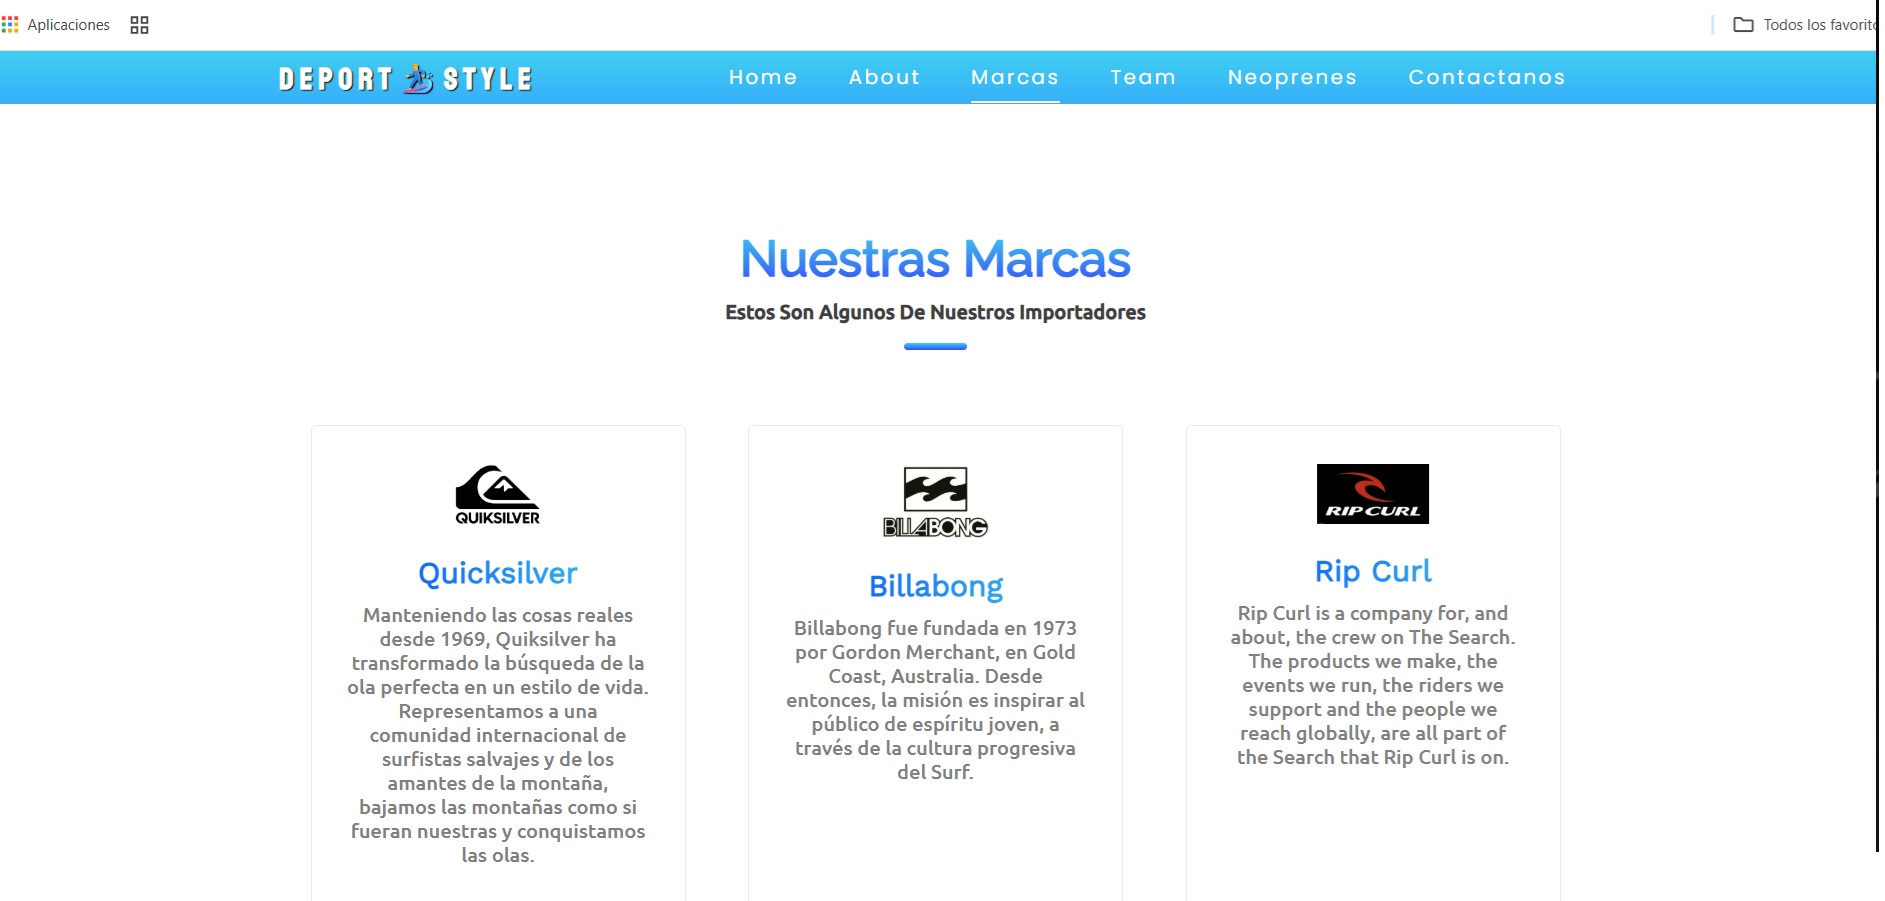 Aplicaciones
Todos los favorito
DEPORT STYLE
Home About Marcas Team Neoprenes Contactanos
Nuestras Marcas
Estos Son Algunos De Nuestros Importadores
QUIKSILVER
Quicksilver
Manteniendo las cosas reales
desde 1969, Quiksilver ha
transformado la búsqueda de la
ola perfecta en un estilo de vida.
Representamos a una
comunidad internacional de
surfistas salvajes y de los
amantes de la montaña,
bajamos las montañas como si
fueran nuestras y conquistamos
las olas.
BILLABONG
Billabong
Billabong fue fundada en 1973
por Gordon Merchant, en Gold
Coast, Australia. Desde
entonces, la misión es inspirar al
público de espíritu joven, a
través de la cultura progresiva
del Surf.
RIP CURL
Rip Curl
Rip Curl is a company for, and
about, the crew on The Search.
The products we make, the
events we run, the riders we
support and the people we
reach globally, are all part of
the Search that Rip Curl is on.